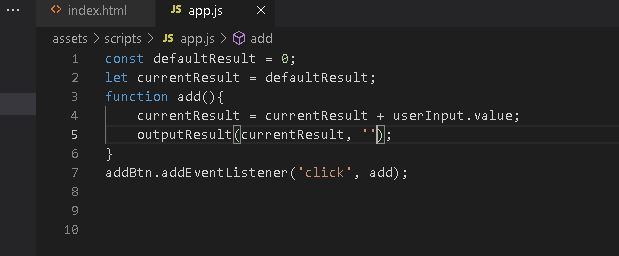 ... index.html JS app.js ×
assets > scripts > JS app.js > add
1 const defaultResult = 0;
2 let currentResult = defaultResult;
3 function add(){
4 currentResult = currentResult + userInput.value;
5 outputResult(currentResult, '');
6 }
7 addBtn.addEventListener('click', add);
8
9
10